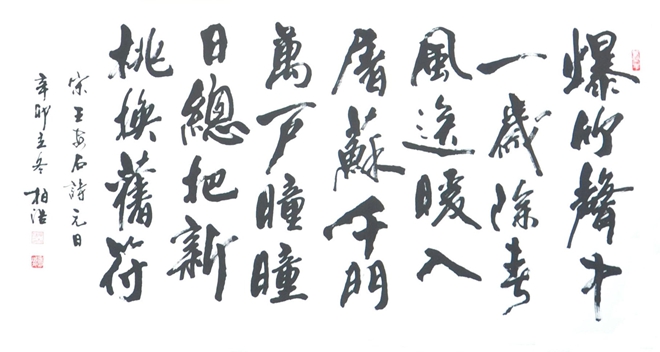 爆竹聲中
一歲除春
風送暖入
屠蘇千門
萬戶曈曈
日總把新
桃換舊符
宋王安石詩元日
辛卯立冬柏